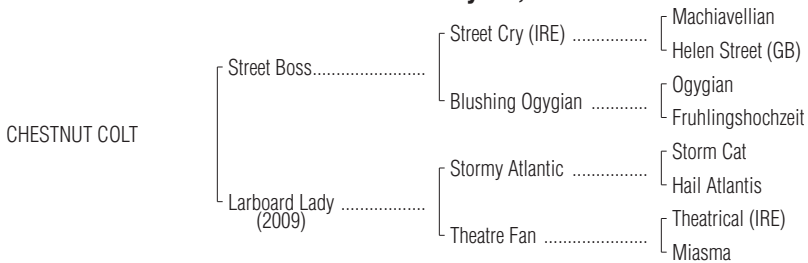 Machiavellian
Street Cry (IRE) ................
Helen Street (GB)
Street Boss........................
Ogygian
Blushing Ogygian ............
Fruhlingshochzeit
CHESTNUT COLT
Storm Cat
Stormy Atlantic ................
Hail Atlantis
Larboard Lady ..................
(2009)
Theatrical (IRE)
Theatre Fan ......................
Miasma